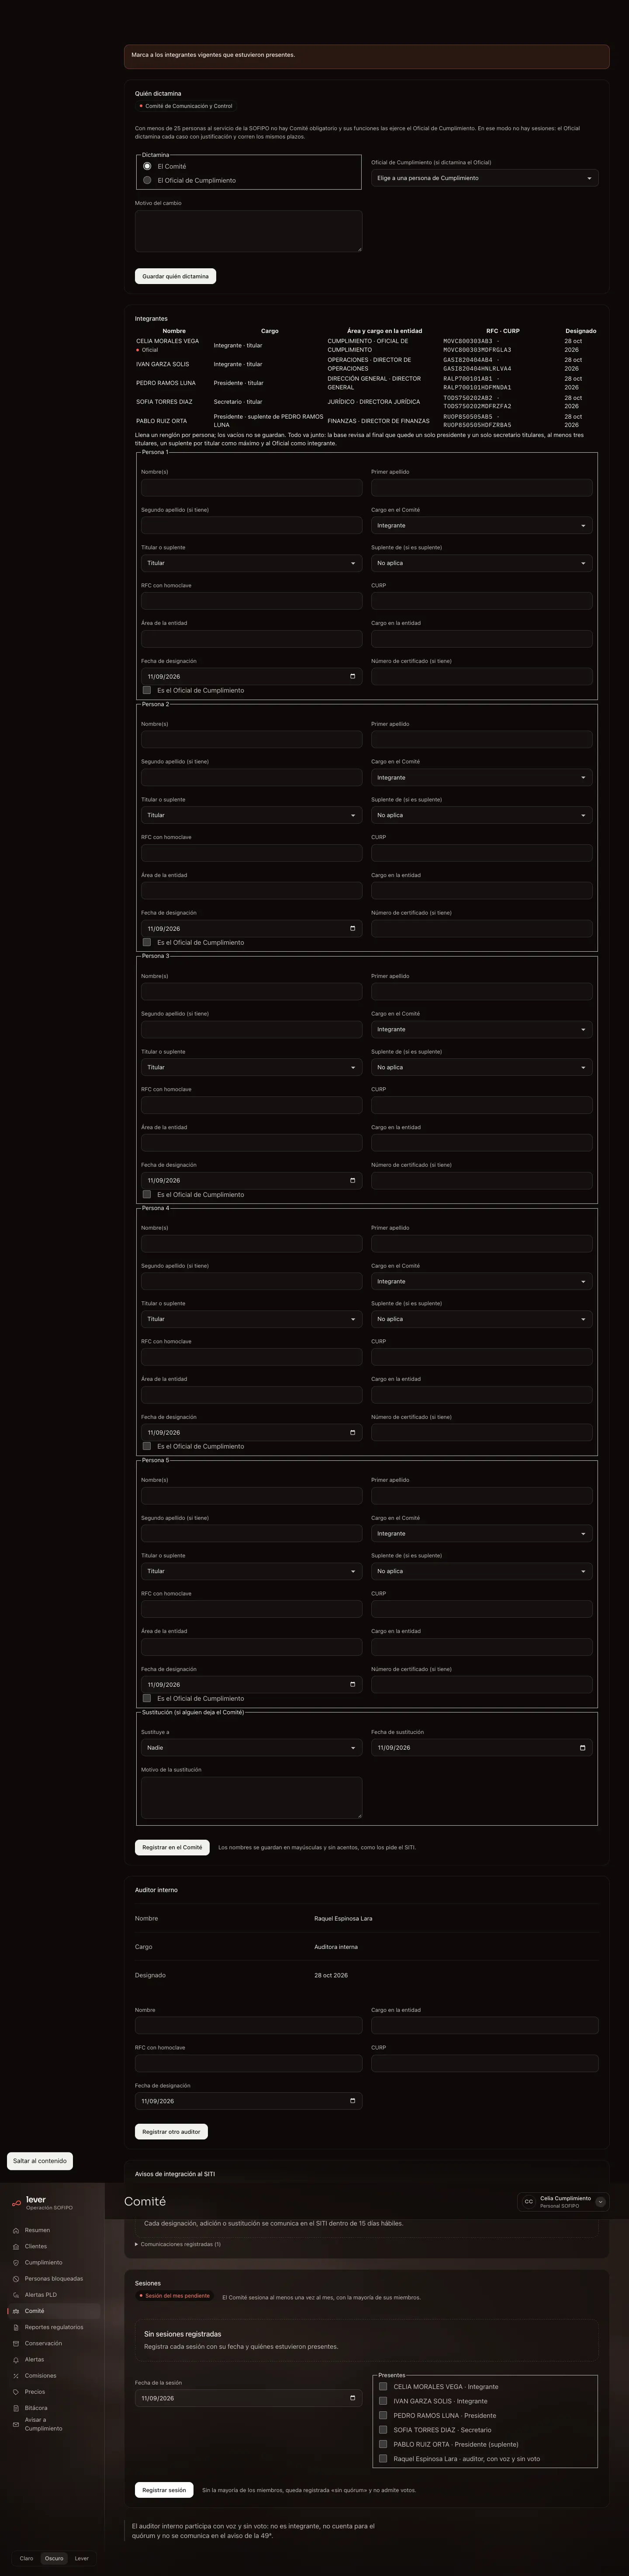 Marca a los integrantes vigentes que estuvieron presentes.
Quién dictamina
Comité de Comunicación y Control
Con menos de 25 personas al servicio de la SOFIPO no hay Comité obligatorio y sus funciones las ejerce el Oficial de Cumplimiento. En ese modo no hay sesiones: el Oficial
dictamina cada caso con justificación y corren los mismos plazos.
Dictamina
El Comité
El Oficial de Cumplimiento
Oficial de Cumplimiento (si dictamina el Oficial)
Elige a una persona de Cumplimiento
Motivo del cambio
Guardar quién dictamina
Integrantes
Nombre Cargo Área y cargo en la entidad RFC · CURP Designado
CELIA MORALES VEGA
Oficial
Integrante · titular
CUMPLIMIENTO · OFICIAL DE
CUMPLIMIENTO
MOVC800303AB3 ·
MOVC800303MDFRGLA3
28 oct
2026
IVAN GARZA SOLIS
Integrante · titular
OPERACIONES · DIRECTOR DE
OPERACIONES
GASI820404AB4 ·
GASI820404HNLRLVA4
28 oct
2026
PEDRO RAMOS LUNA
Presidente · titular
DIRECCIÓN GENERAL · DIRECTOR
GENERAL
RALP700101AB1 ·
RALP700101HDFMNDA1
28 oct
2026
SOFIA TORRES DIAZ
Secretario · titular
JURÍDICO · DIRECTORA JURÍDICA
TODS750202AB2 ·
TODS750202MDFRZFA2
28 oct
2026
PABLO RUIZ ORTA
Presidente · suplente de PEDRO RAMOS
LUNA
FINANZAS · DIRECTOR DE FINANZAS
RUOP850505AB5 ·
RUOP850505HDFZRBA5
28 oct
2026
Llena un renglón por persona; los vacíos no se guardan. Todo va junto: la base revisa al final que quede un solo presidente y un solo secretario titulares, al menos tres
titulares, un suplente por titular como máximo y al Oficial como integrante.
Persona 1
Nombre(s)
Primer apellido
Segundo apellido (si tiene)
Cargo en el Comité
Integrante
Titular o suplente
Titular
Suplente de (si es suplente)
No aplica
RFC con homoclave
CURP
Área de la entidad
Cargo en la entidad
Fecha de designación
11/09/2026
Número de certificado (si tiene)
Es el Oficial de Cumplimiento
Persona 2
Nombre(s)
Primer apellido
Segundo apellido (si tiene)
Cargo en el Comité
Integrante
Titular o suplente
Titular
Suplente de (si es suplente)
No aplica
RFC con homoclave
CURP
Área de la entidad
Cargo en la entidad
Fecha de designación
11/09/2026
Número de certificado (si tiene)
Es el Oficial de Cumplimiento
Persona 3
Nombre(s)
Primer apellido
Segundo apellido (si tiene)
Cargo en el Comité
Integrante
Titular o suplente
Titular
Suplente de (si es suplente)
No aplica
RFC con homoclave
CURP
Área de la entidad
Cargo en la entidad
Fecha de designación
11/09/2026
Número de certificado (si tiene)
Es el Oficial de Cumplimiento
Persona 4
Nombre(s)
Primer apellido
Segundo apellido (si tiene)
Cargo en el Comité
Integrante
Titular o suplente
Titular
Suplente de (si es suplente)
No aplica
RFC con homoclave
CURP
Área de la entidad
Cargo en la entidad
Fecha de designación
11/09/2026
Número de certificado (si tiene)
Es el Oficial de Cumplimiento
Persona 5
Nombre(s)
Primer apellido
Segundo apellido (si tiene)
Cargo en el Comité
Integrante
Titular o suplente
Titular
Suplente de (si es suplente)
No aplica
RFC con homoclave
CURP
Área de la entidad
Cargo en la entidad
Fecha de designación
11/09/2026
Número de certificado (si tiene)
Es el Oficial de Cumplimiento
Sustitución (si alguien deja el Comité)
Sustituye a
Nadie
Fecha de sustitución
11/09/2026
Motivo de la sustitución
Registrar en el Comité
Los nombres se guardan en mayúsculas y sin acentos, como los pide el SITI.
Auditor interno
Nombre Raquel Espinosa Lara
Cargo Auditora interna
Designado 28 oct 2026
Nombre
Cargo en la entidad
RFC con homoclave
CURP
Fecha de designación
11/09/2026
Registrar otro auditor
Saltar al contenido
Avisos de integración al SITI
lever
Operación SOFIPO
Resumen
Clientes
Cumplimiento
Personas bloqueadas
Alertas PLD
Comité
Reportes regulatorios
Conservación
Alertas
Comisiones
Precios
Bitácora
Avisar a
Cumplimiento
Claro Oscuro Lever
Comité
CC
Celia Cumplimiento
Personal SOFIPO
Cada designación, adición o sustitución se comunica en el SITI dentro de 15 días hábiles.
Comunicaciones registradas (1)
Sesiones
Sesión del mes pendiente
El Comité sesiona al menos una vez al mes, con la mayoría de sus miembros.
Sin sesiones registradas
Registra cada sesión con su fecha y quiénes estuvieron presentes.
Fecha de la sesión
11/09/2026
Presentes
CELIA MORALES VEGA · Integrante
IVAN GARZA SOLIS · Integrante
PEDRO RAMOS LUNA · Presidente
SOFIA TORRES DIAZ · Secretario
PABLO RUIZ ORTA · Presidente (suplente)
Raquel Espinosa Lara · auditor, con voz y sin voto
Registrar sesión
Sin la mayoría de los miembros, queda registrada «sin quórum» y no admite votos.
El auditor interno participa con voz y sin voto: no es integrante, no cuenta para el
quórum y no se comunica en el aviso de la 49ª.